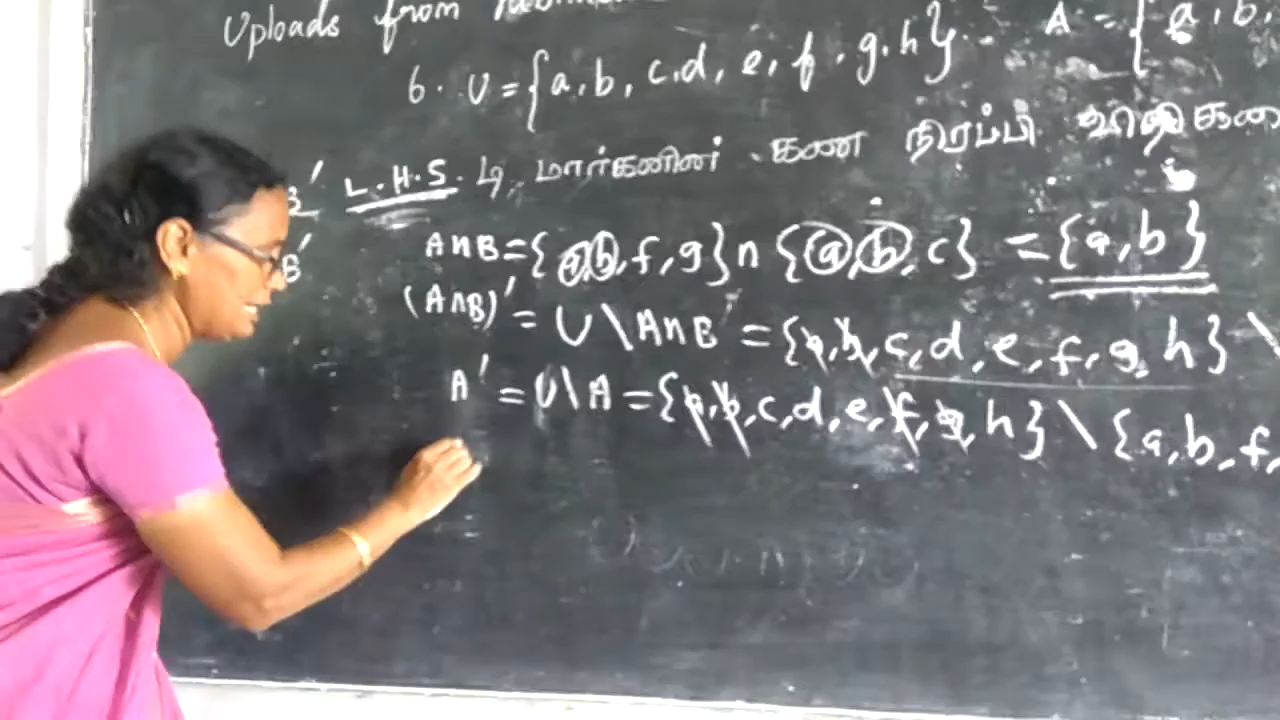 Uploads from
6. U = {a, b, c, d, e, f, g, h} A = { a, b,
L.H.S. டி மார்கனின் கண நிரப்பி
B'
A∩B = {a, b, f, g} ∩ {a, b, c} = {a, b}
(A∩B)' = U \ A∩B = {a, b, c, d, e, f, g, h} \
A' = U \ A = {a, b, c, d, e, f, g, h} \ {a, b, f,